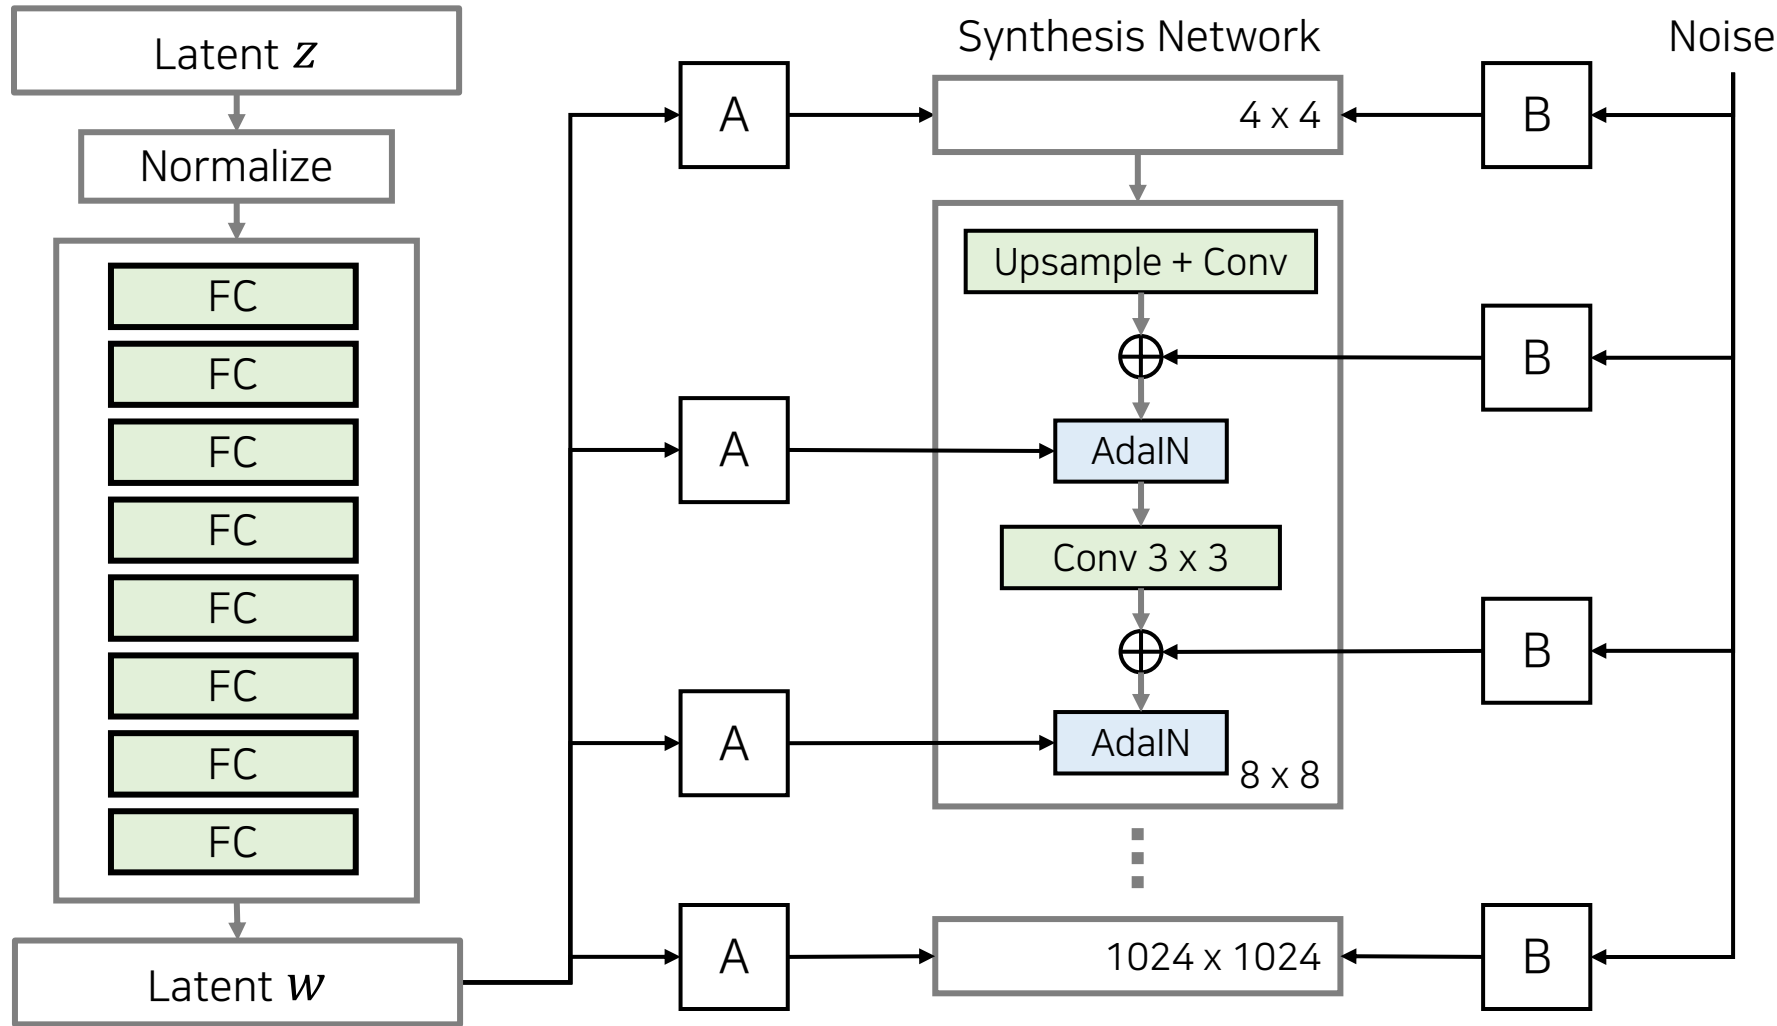 Latent z
Normalize
FC
FC
FC
FC
FC
FC
FC
FC
Latent w
A
A
A
A
Synthesis Network
4 x 4
Upsample + Conv
AdaIN
Conv 3 x 3
AdaIN
8 x 8
1024 x 1024
Noise
B
B
B
B